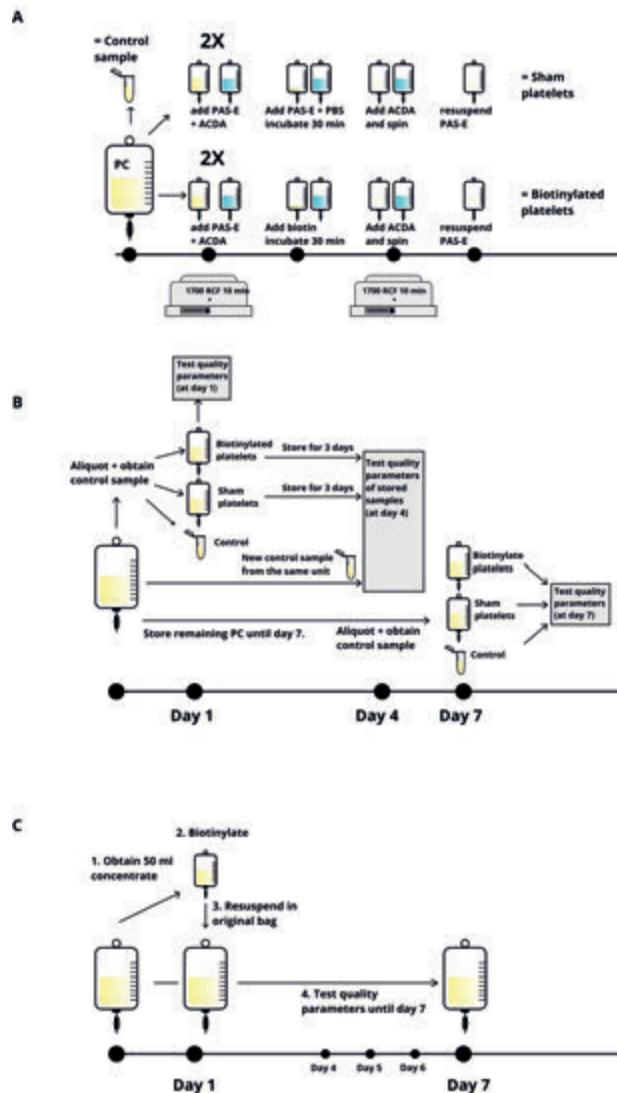 A
= Control
sample
2X
add PAS-E
+ ACDA
Add PAS-E + PBS
incubate 30 min
Add ACDA
and spin
resuspend
PAS-E
= Sham
platelets
PC
2X
add PAS-E
+ ACDA
Add biotin
incubate 30 min
Add ACDA
and spin
resuspend
PAS-E
= Biotinylated
platelets
1700 RCF 10 min
1700 RCF 10 min
B
Test quality
parameters
(at day 1)
Aliquot + obtain
control sample
Biotinylated
platelets
Store for 3 days
Sham
platelets
Store for 3 days
Control
Test quality
parameters
of stored
samples
(at day 4)
New control sample
from the same unit
Store remaining PC until day 7.
Aliquot + obtain
control sample
Biotinylate
platelets
Sham
platelets
Control
Test quality
parameters
(at day 7)
Day 1
Day 4
Day 7
C
1. Obtain 50 ml
concentrate
2. Biotinylate
3. Resuspend in
original bag
4. Test quality
parameters until day 7
Day 1
Day 4
Day 5
Day 6
Day 7